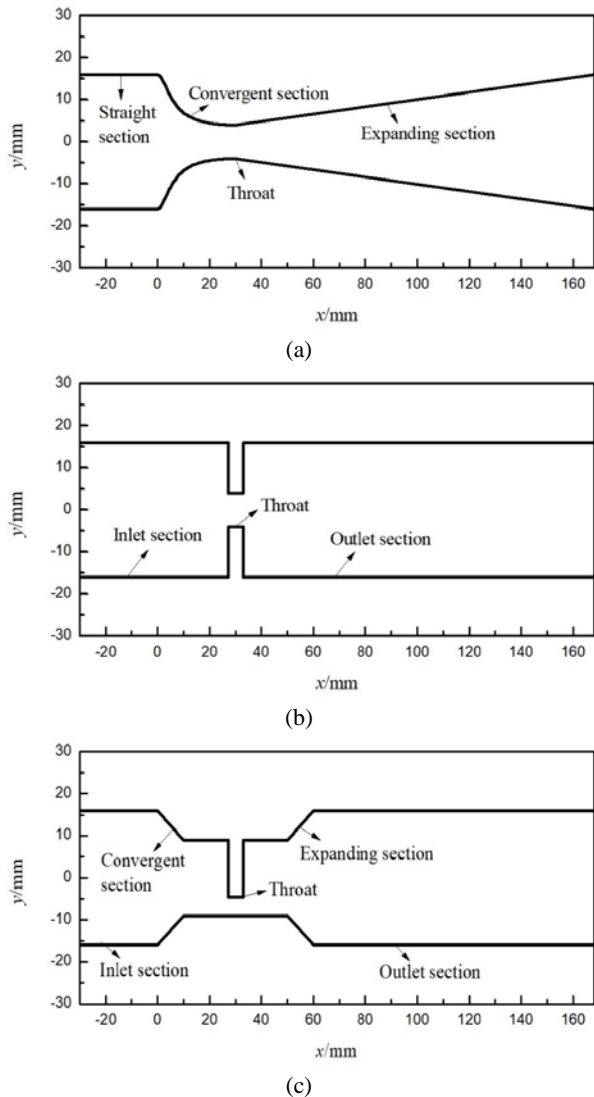 30
20
10
0
-10
-20
-30
y/mm
Straight
section
Convergent section
Expanding section
Throat
-20 0 20 40 60 80 100 120 140 160
x/mm
(a)
30
20
10
0
-10
-20
-30
y/mm
Throat
Inlet section
Outlet section
-20 0 20 40 60 80 100 120 140 160
x/mm
(b)
30
20
10
0
-10
-20
-30
y/mm
Convergent
section
Expanding section
Throat
Inlet section
Outlet section
-20 0 20 40 60 80 100 120 140 160
x/mm
(c)